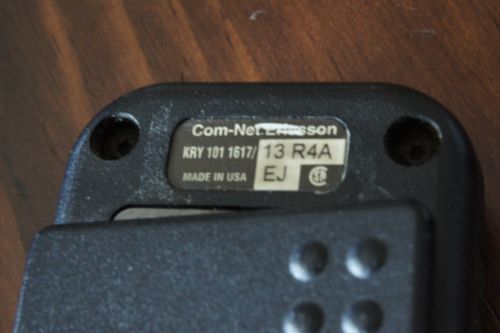 Com-Net Ericsson
KRY 101 1617/ 13 R4A
MADE IN USA EJ